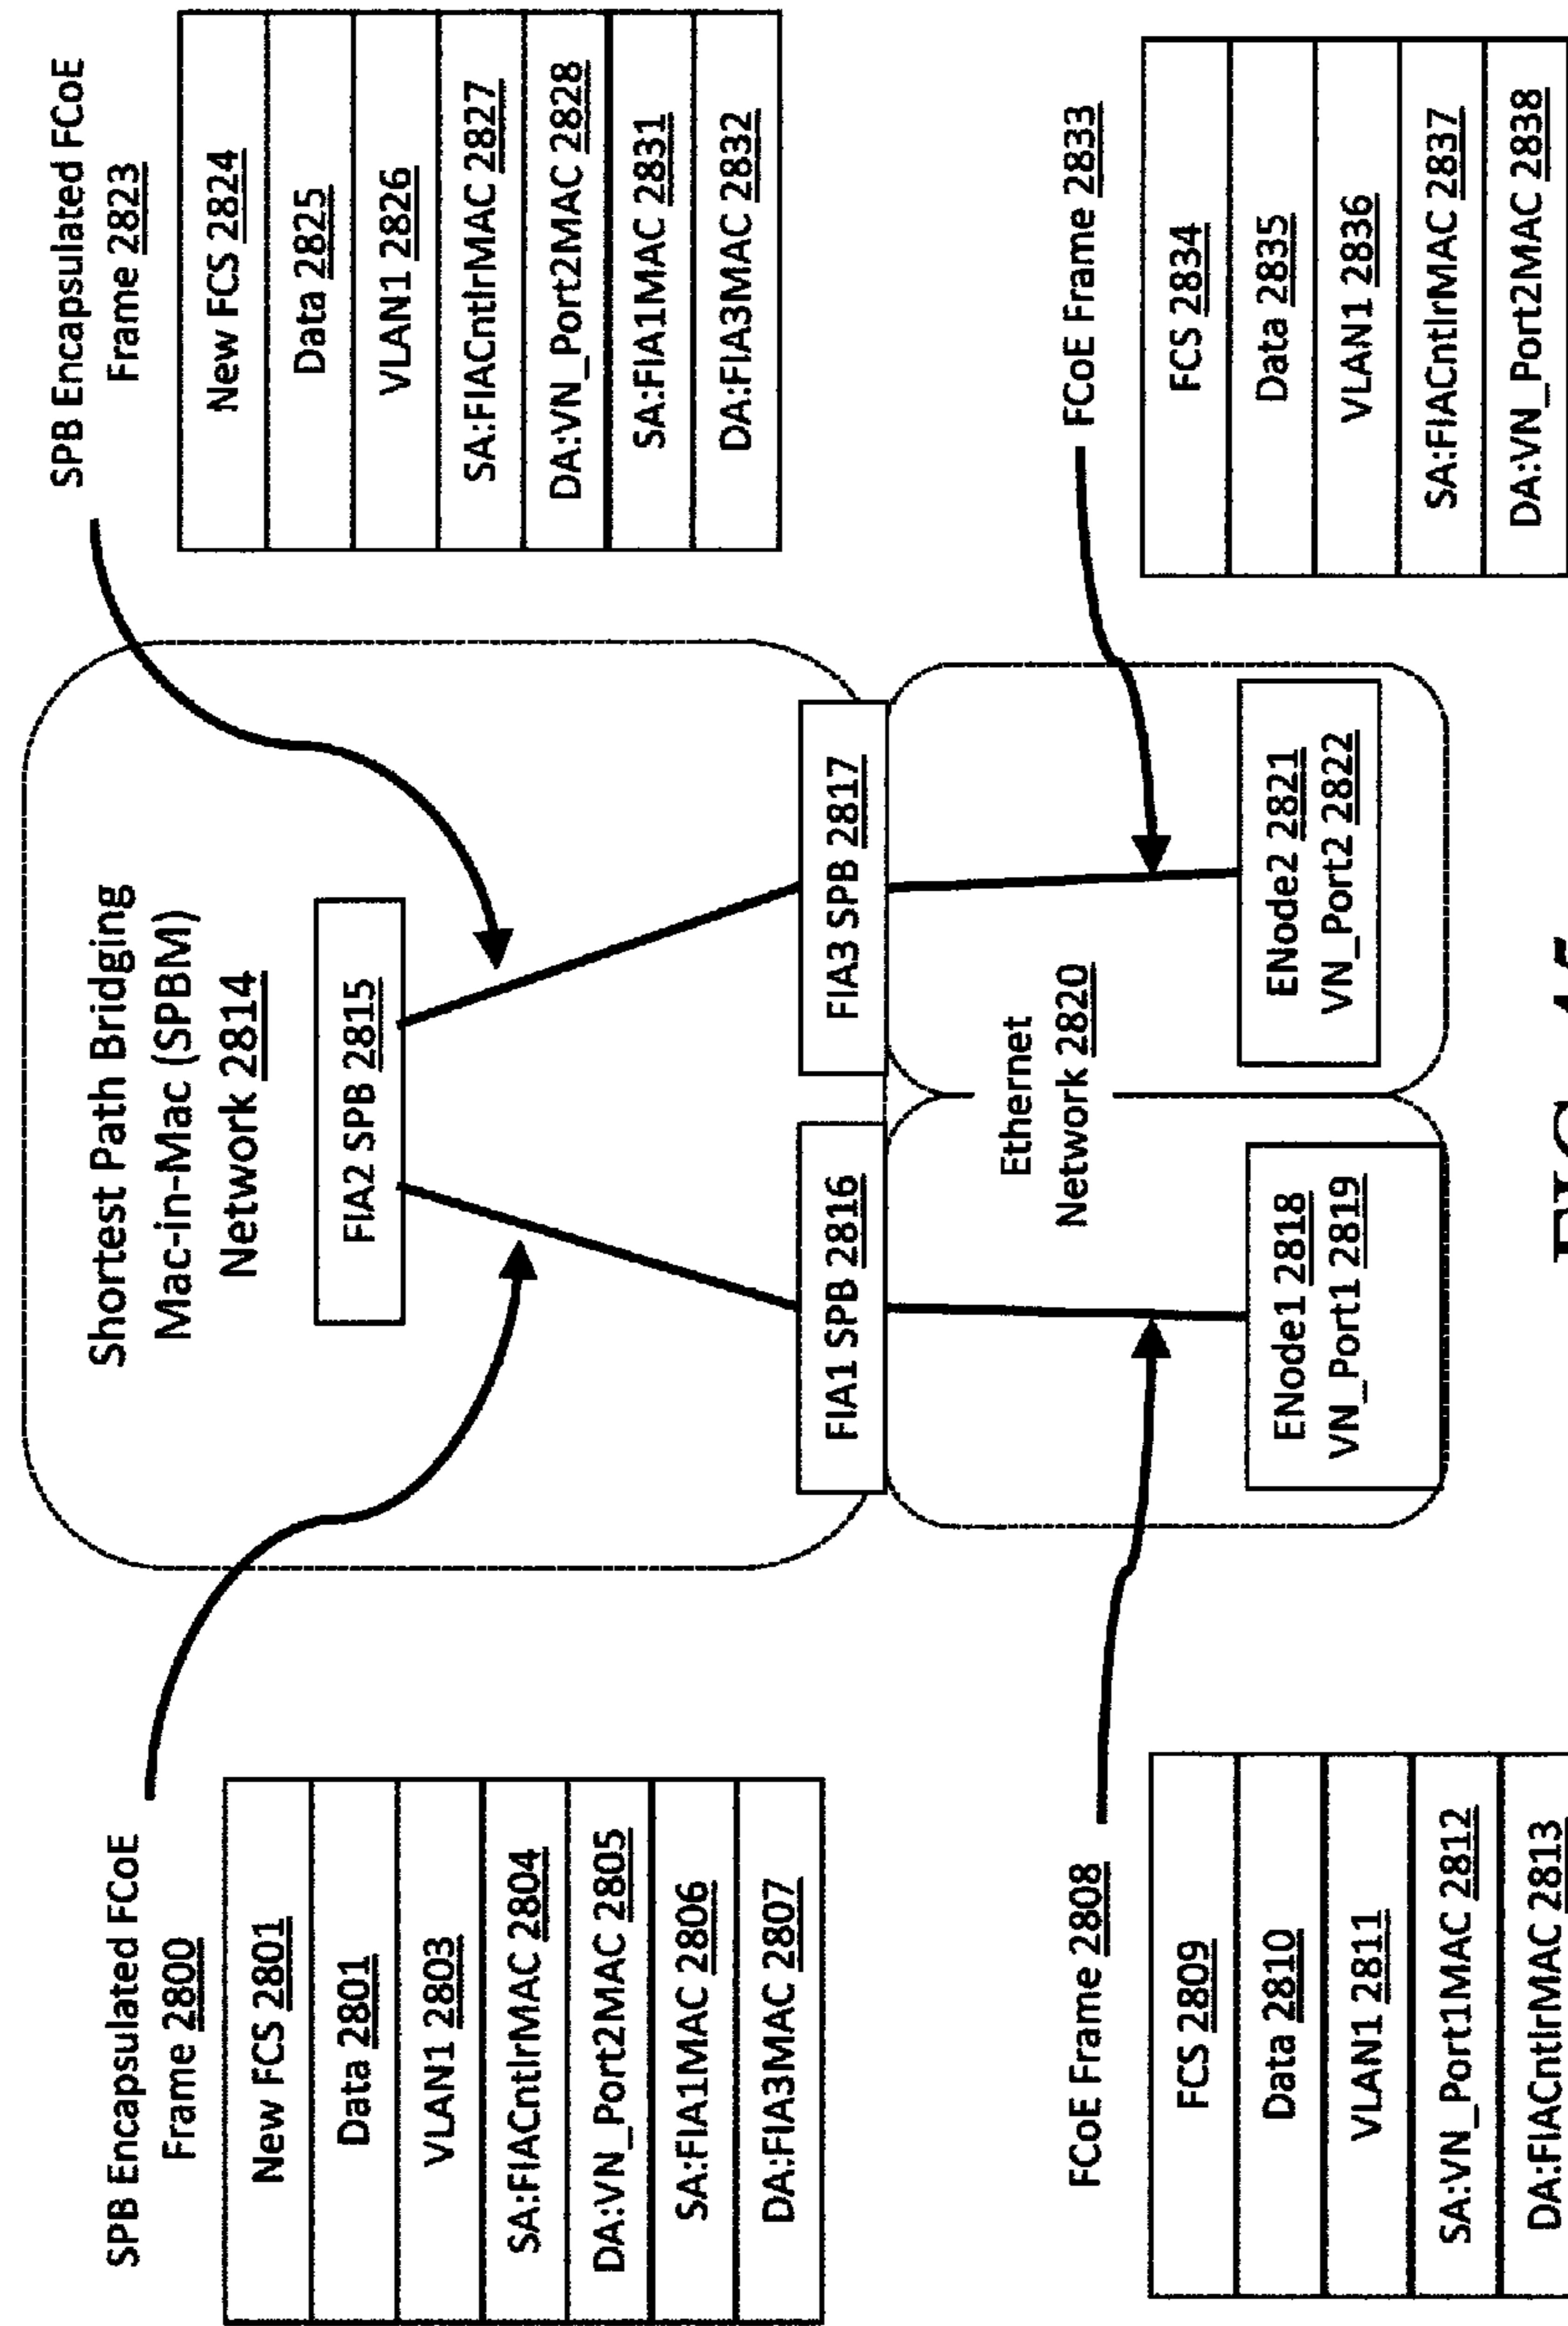 SPB Encapsulated FCoE
Frame 2800
New FCS 2801
Data 2801
VLAN1 2803
SA:FIACntlrMAC 2804
DA:VN_Port2MAC 2805
SA:FIA1MAC 2806
DA:FIA3MAC 2807
FCoE Frame 2808
FCS 2809
Data 2810
VLAN1 2811
SA:VN_Port1MAC 2812
DA:FIACntlrMAC 2813
Shortest Path Bridging
Mac-in-Mac (SPBM)
Network 2814
FIA2 SPB 2815
FIA1 SPB 2816
FIA3 SPB 2817
Ethernet
Network 2820
ENode1 2818
VN_Port1 2819
ENode2 2821
VN_Port2 2822
SPB Encapsulated FCoE
Frame 2823
New FCS 2824
Data 2825
VLAN1 2826
SA:FIACntlrMAC 2827
DA:VN_Port2MAC 2828
SA:FIA1MAC 2831
DA:FIA3MAC 2832
FCoE Frame 2833
FCS 2834
Data 2835
VLAN1 2836
SA:FIACntlrMAC 2837
DA:VN_Port2MAC 2838